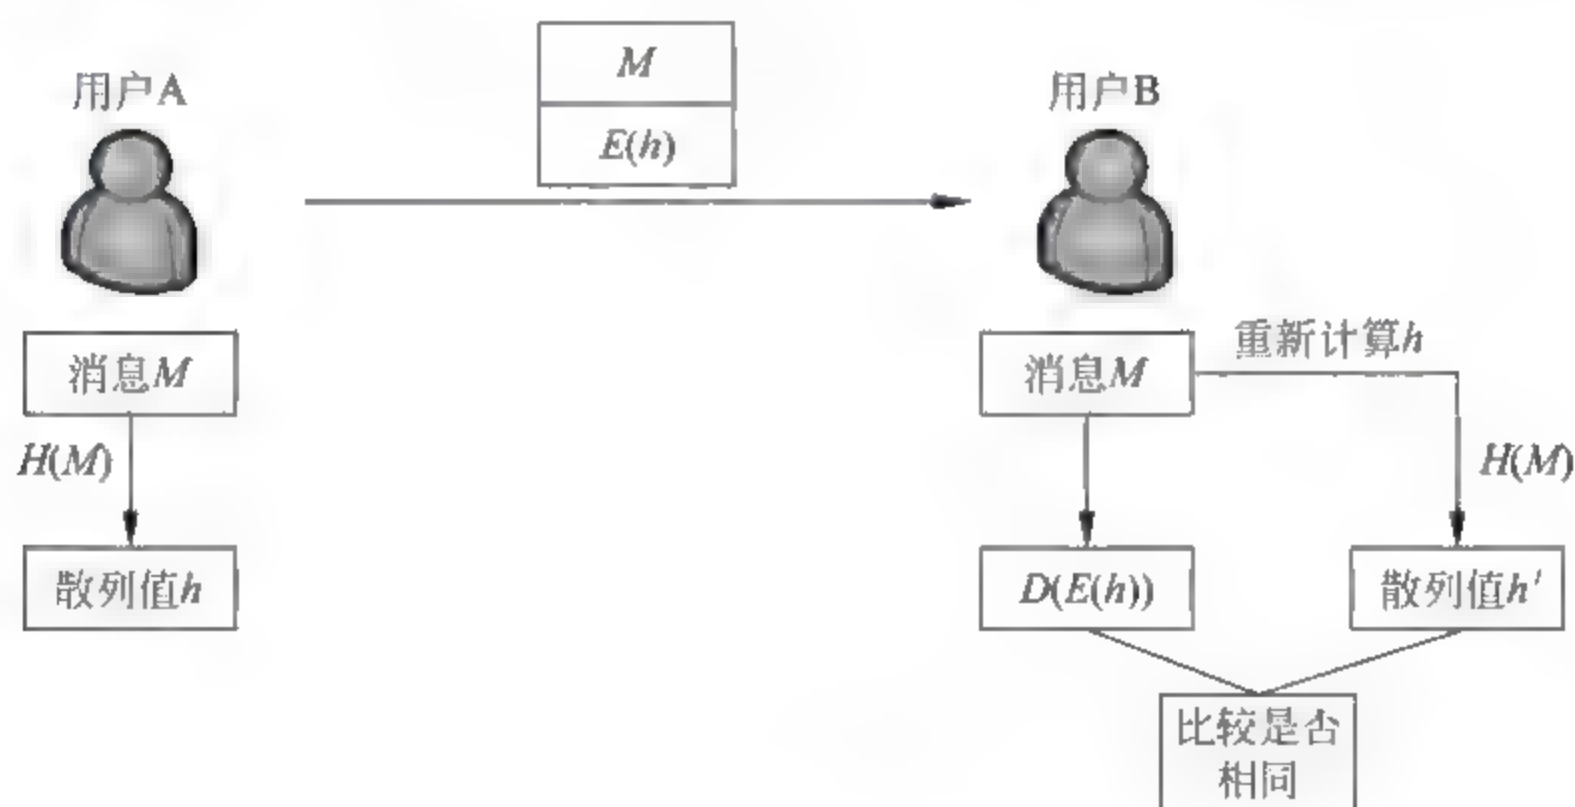 M
用户A
用户B
E(h)
重新计算h
消息M
消息M
H(M)
H(M)
散列值h
D(E(h))
散列值h'
比较是否
相同